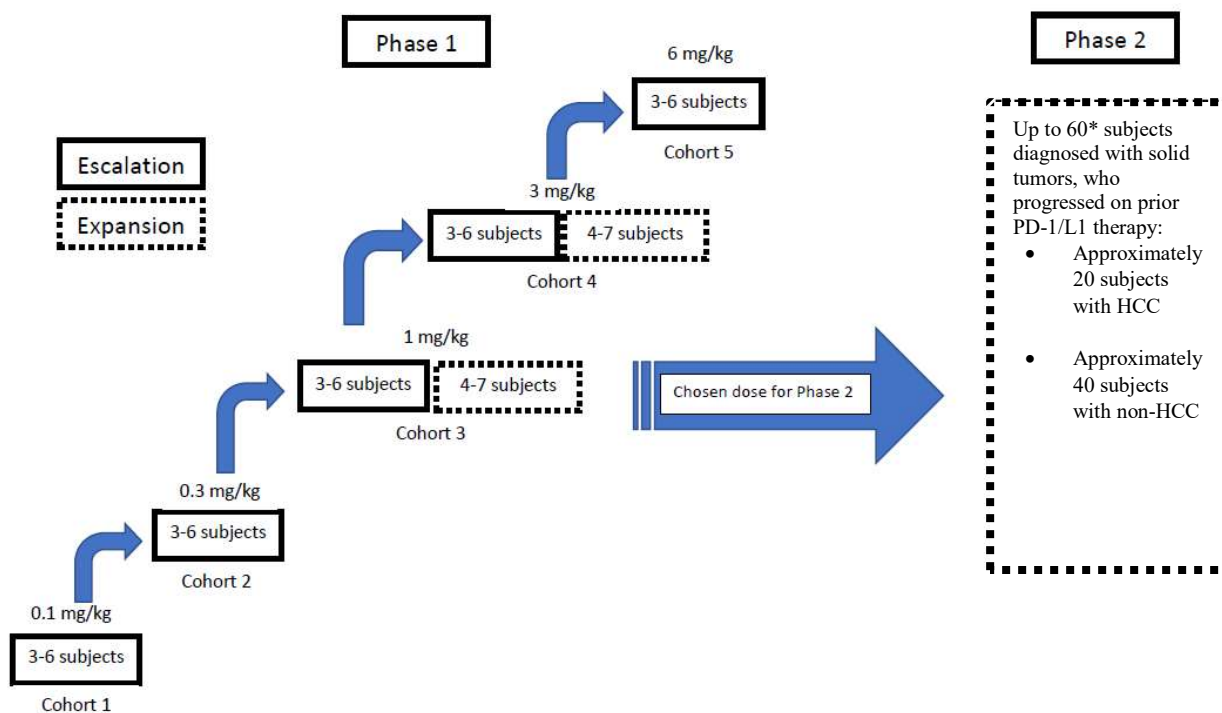 Phase 1
Phase 2
Escalation
Expansion
6 mg/kg
3-6 subjects
Cohort 5
3 mg/kg
3-6 subjects
4-7 subjects
Cohort 4
1 mg/kg
3-6 subjects
4-7 subjects
Cohort 3
0.3 mg/kg
3-6 subjects
Cohort 2
0.1 mg/kg
3-6 subjects
Cohort 1
Chosen dose for Phase 2
Up to 60* subjects
diagnosed with solid
tumors, who
progressed on prior
PD-1/L1 therapy:
• Approximately
20 subjects
with HCC
• Approximately
40 subjects
with non-HCC